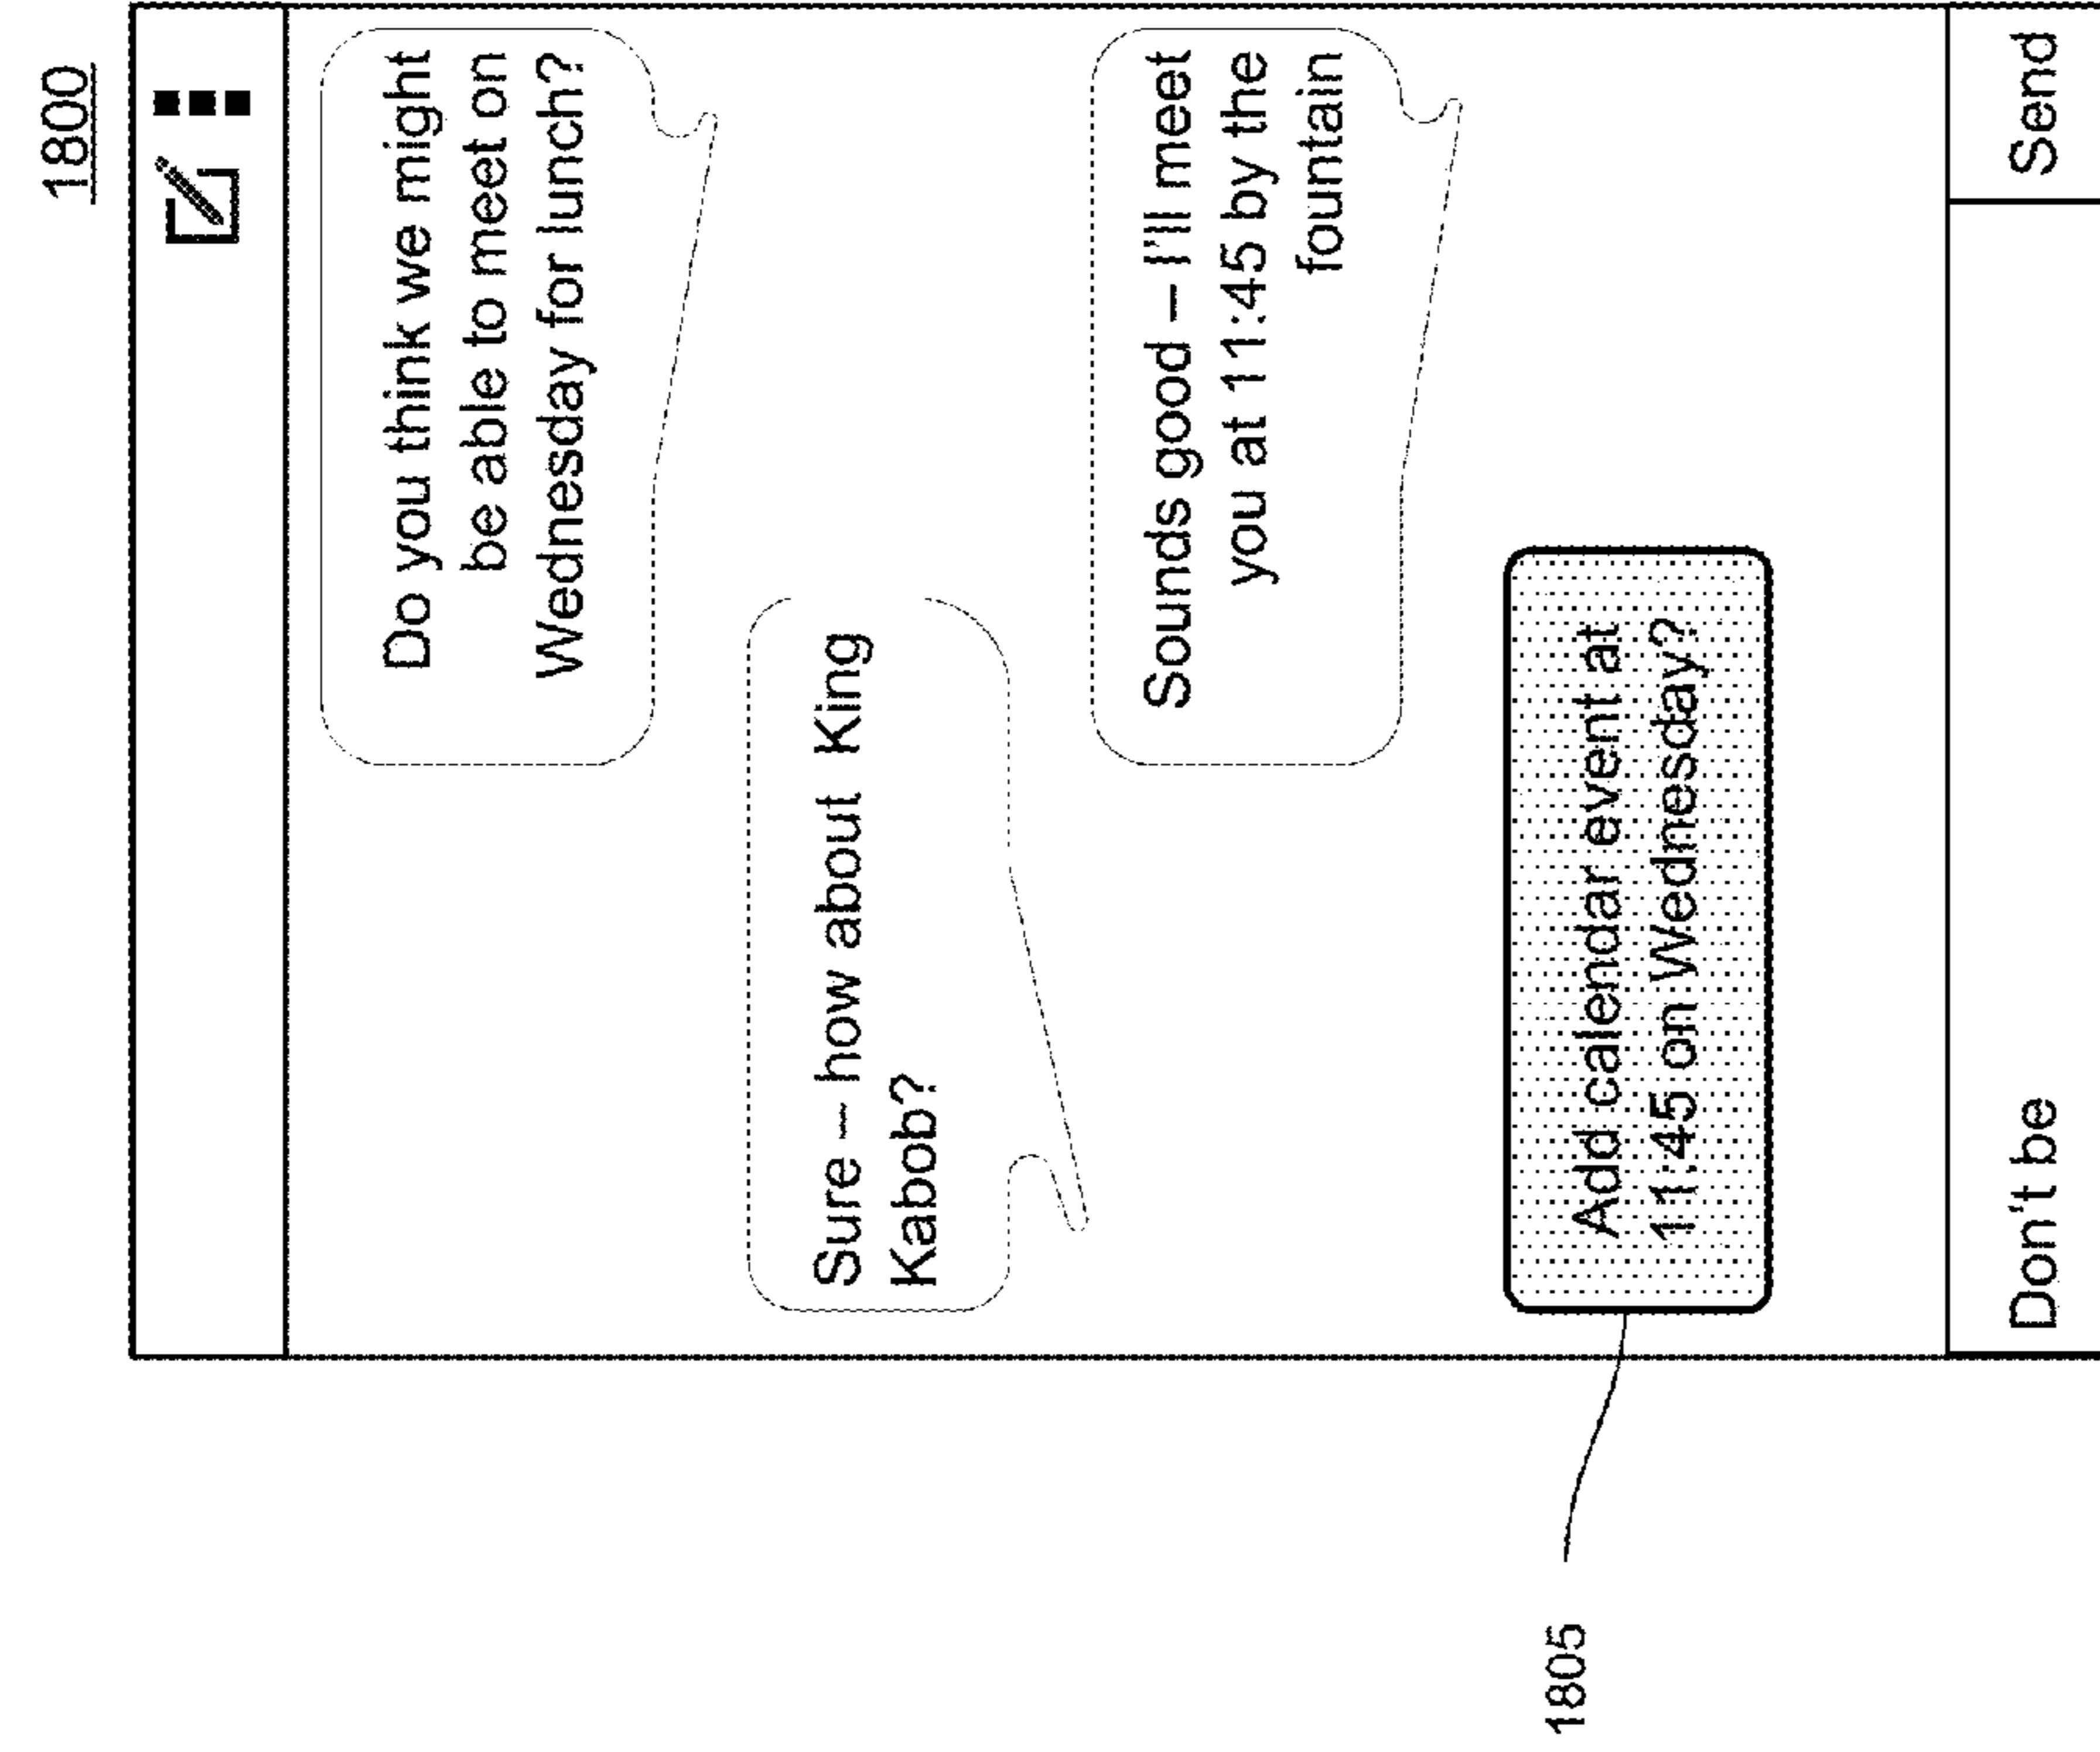 1800
Do you think we might
be able to meet on
Wednesday for lunch?
Sure – how about King
Kabob?
Sounds good – I'll meet
you at 11:45 by the
fountain
Add calendar event at
11:45 on Wednesday?
1805
Don't be
Send